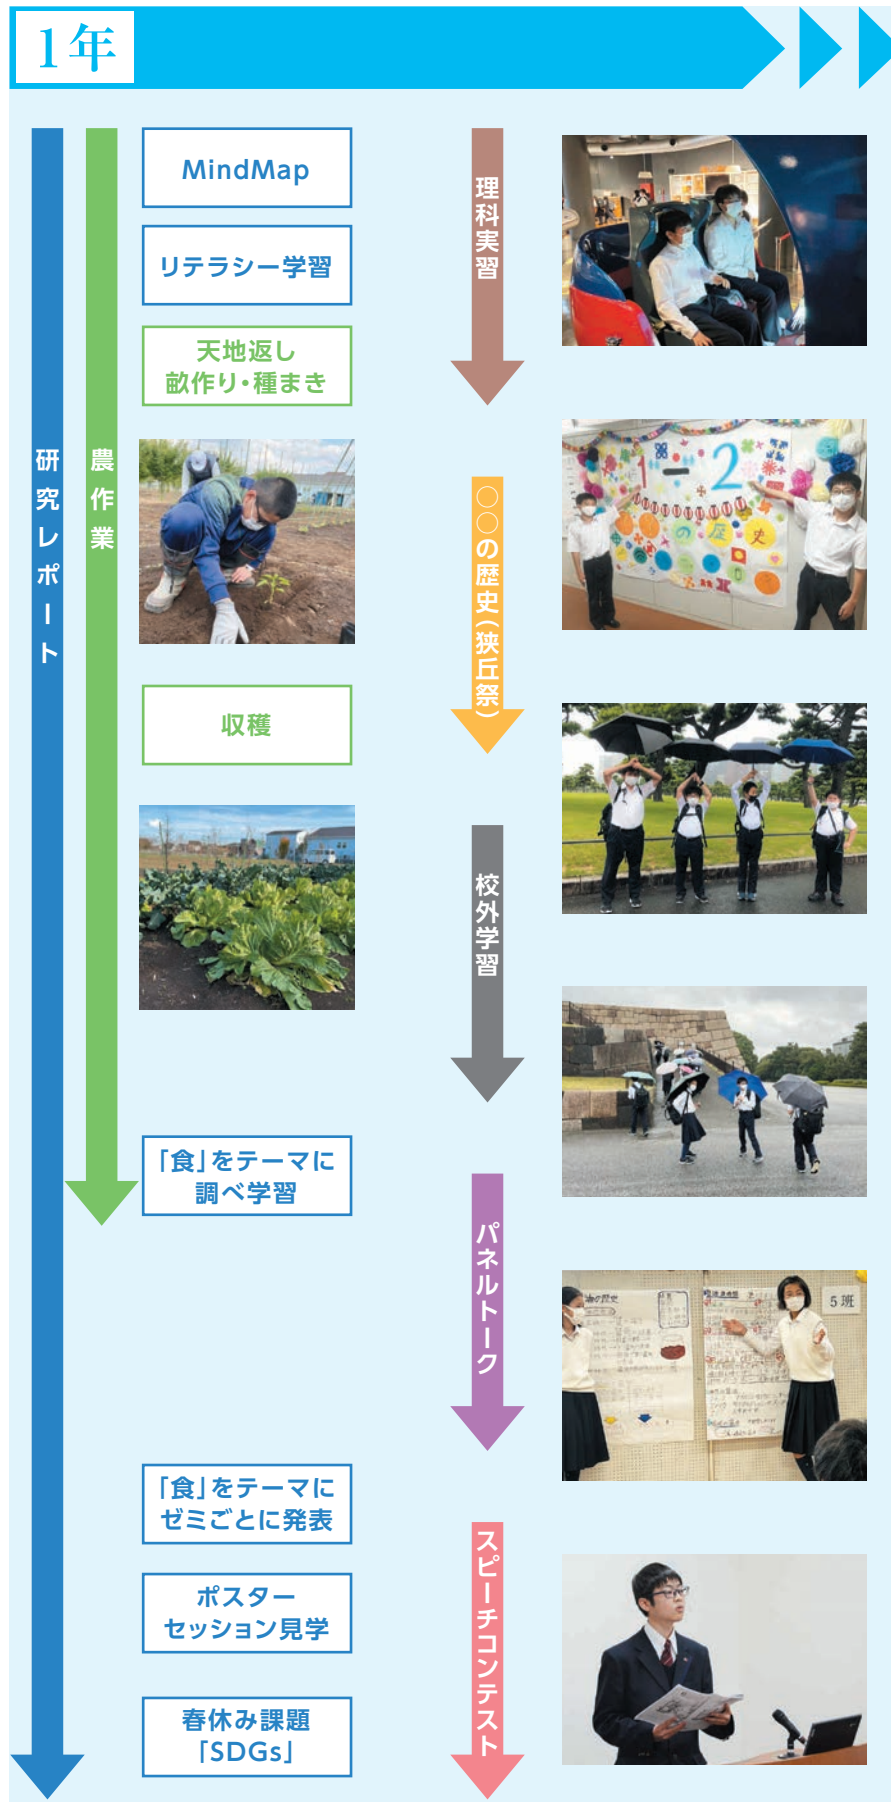 1年
研究レポート
農作業
MindMap
リテラシー学習
天地返し
畝作り・種まき
収穫
「食」をテーマに
調べ学習
「食」をテーマに
ゼミごとに発表
ポスター
セッション見学
春休み課題
「SDGs」
理科実習
〇〇の歴史(狭丘祭)
校外学習
パネルトーク
スピーチコンテスト
1-2
の歴史
の歴史
5班